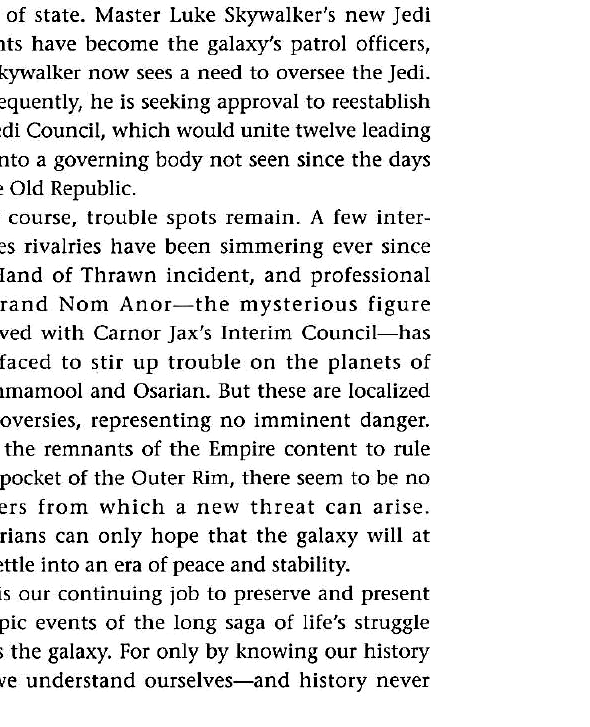 of state. Master Luke Skywalker's new Jedi
nts have become the galaxy's patrol officers,
kywalker now sees a need to oversee the Jedi.
equently, he is seeking approval to reestablish
edi Council, which would unite twelve leading
nto a governing body not seen since the days
e Old Republic.
course, trouble spots remain. A few inter-
es rivalries have been simmering ever since
Hand of Thrawn incident, and professional
rand Nom Anor—the mysterious figure
ved with Carnor Jax's Interim Council—has
faced to stir up trouble on the planets of
mmamool and Osarian. But these are localized
oversies, representing no imminent danger.
the remnants of the Empire content to rule
pocket of the Outer Rim, there seem to be no
ers from which a new threat can arise.
rians can only hope that the galaxy will at
ettle into an era of peace and stability.
is our continuing job to preserve and present
pic events of the long saga of life's struggle
s the galaxy. For only by knowing our history
we understand ourselves—and history never